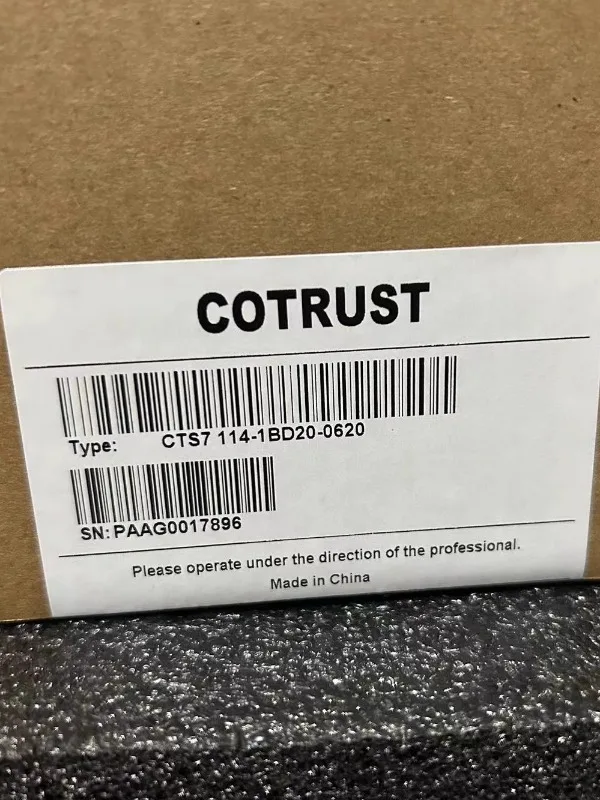 COTRUST
Type: CTS7 114-1BD20-0620
SN: PAAG0017896
Please operate under the direction of the professional.
Made in China